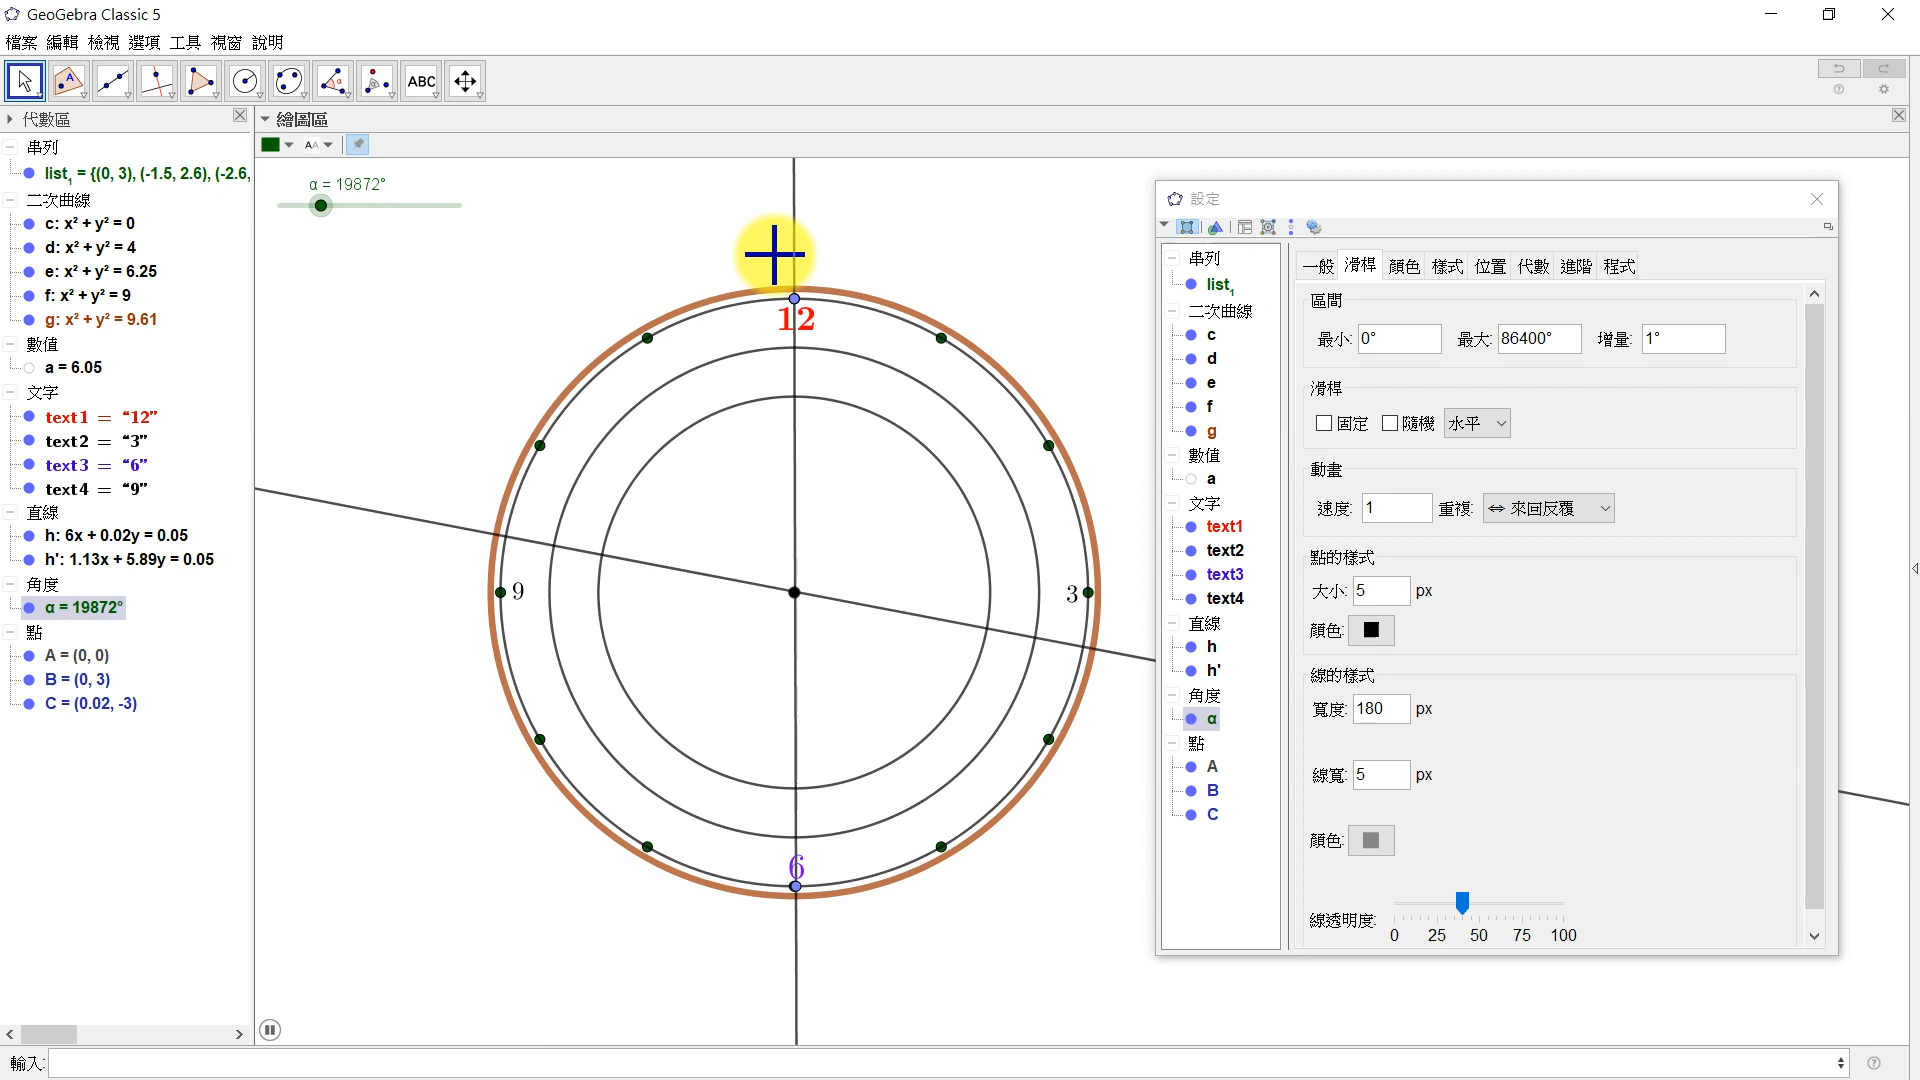 GeoGebra Classic 5
檔案 編輯 檢視 選項 工具 視窗 說明
ABC
代數區
繪圖區
AA
串列
list₁ = {(0, 3), (-1.5, 2.6), (-2.6,
二次曲線
c: x² + y² = 0
d: x² + y² = 4
e: x² + y² = 6.25
f: x² + y² = 9
g: x² + y² = 9.61
數值
a = 6.05
文字
text1 = “12”
text2 = “3”
text3 = “6”
text4 = “9”
直線
h: 6x + 0.02y = 0.05
h': 1.13x + 5.89y = 0.05
角度
α = 19872°
點
A = (0, 0)
B = (0, 3)
C = (0.02, -3)
α = 19872°
12
9
3
6
設定
串列
list₁
二次曲線
c
d
e
f
g
數值
a
文字
text1
text2
text3
text4
直線
h
h'
角度
α
點
A
B
C
一般 滑桿 顏色 樣式 位置 代數 進階 程式
區間
最小: 0° 最大: 86400° 增量: 1°
滑桿
固定 隨機 水平
動畫
速度: 1 重複: ⇔ 來回反覆
點的樣式
大小: 5 px
顏色:
線的樣式
寬度: 180 px
線寬: 5 px
顏色:
線透明度:
0 25 50 75 100
輸入: